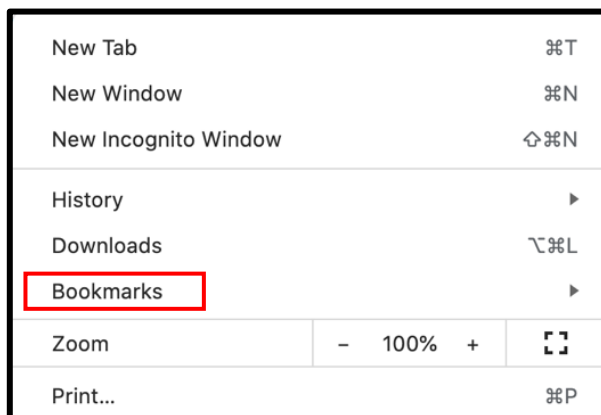 New Tab ⌘T
New Window ⌘N
New Incognito Window ⇧⌘N
History ▸
Downloads ⌥⌘L
Bookmarks ▸
Zoom − 100% +
Print... ⌘P